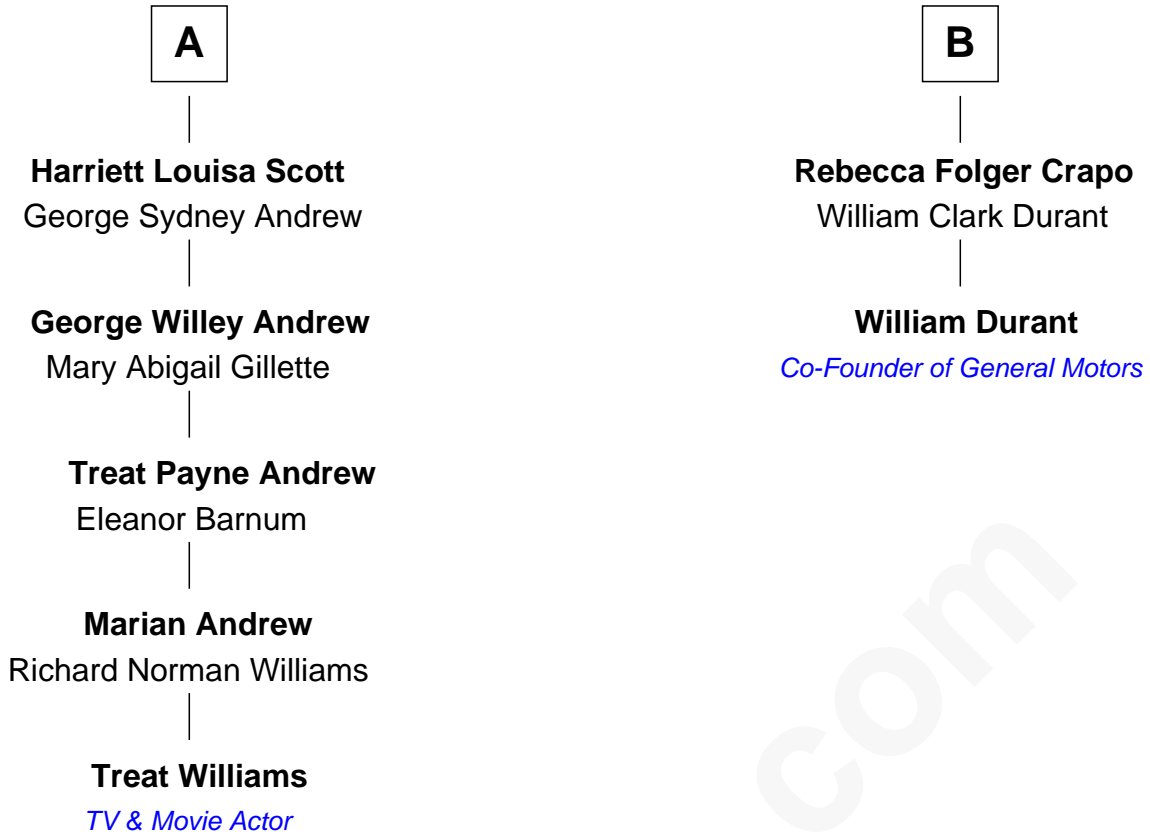 A
Harriett Louisa Scott
George Sydney Andrew
George Willey Andrew
Mary Abigail Gillette
Treat Payne Andrew
Eleanor Barnum
Marian Andrew
Richard Norman Williams
Treat Williams
TV & Movie Actor
B
Rebecca Folger Crapo
William Clark Durant
William Durant
Co-Founder of General Motors
com